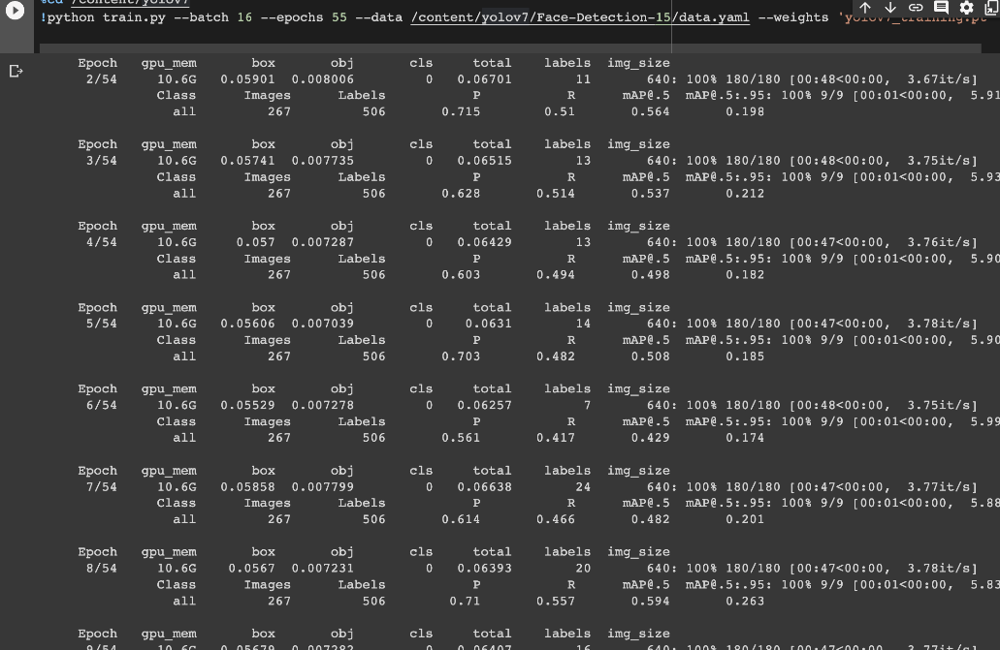 %cd /content/yolov7
!python train.py --batch 16 --epochs 55 --data /content/yolov7/Face-Detection-15/data.yaml --weights 'yolov7_training.pt'
Epoch gpu_mem box obj cls total labels img_size
2/54 10.6G 0.05901 0.008006 0 0.06701 11 640: 100% 180/180 [00:48<00:00, 3.67it/s]
Class Images Labels P R mAP@.5 mAP@.5:.95: 100% 9/9 [00:01<00:00, 5.91
all 267 506 0.715 0.51 0.564 0.198
Epoch gpu_mem box obj cls total labels img_size
3/54 10.6G 0.05741 0.007735 0 0.06515 13 640: 100% 180/180 [00:48<00:00, 3.75it/s]
Class Images Labels P R mAP@.5 mAP@.5:.95: 100% 9/9 [00:01<00:00, 5.93
all 267 506 0.628 0.514 0.537 0.212
Epoch gpu_mem box obj cls total labels img_size
4/54 10.6G 0.057 0.007287 0 0.06429 13 640: 100% 180/180 [00:47<00:00, 3.76it/s]
Class Images Labels P R mAP@.5 mAP@.5:.95: 100% 9/9 [00:01<00:00, 5.90
all 267 506 0.603 0.494 0.498 0.182
Epoch gpu_mem box obj cls total labels img_size
5/54 10.6G 0.05606 0.007039 0 0.0631 14 640: 100% 180/180 [00:47<00:00, 3.78it/s]
Class Images Labels P R mAP@.5 mAP@.5:.95: 100% 9/9 [00:01<00:00, 5.90
all 267 506 0.703 0.482 0.508 0.185
Epoch gpu_mem box obj cls total labels img_size
6/54 10.6G 0.05529 0.007278 0 0.06257 7 640: 100% 180/180 [00:48<00:00, 3.75it/s]
Class Images Labels P R mAP@.5 mAP@.5:.95: 100% 9/9 [00:01<00:00, 5.99
all 267 506 0.561 0.417 0.429 0.174
Epoch gpu_mem box obj cls total labels img_size
7/54 10.6G 0.05858 0.007799 0 0.06638 24 640: 100% 180/180 [00:47<00:00, 3.77it/s]
Class Images Labels P R mAP@.5 mAP@.5:.95: 100% 9/9 [00:01<00:00, 5.88
all 267 506 0.614 0.466 0.482 0.201
Epoch gpu_mem box obj cls total labels img_size
8/54 10.6G 0.0567 0.007231 0 0.06393 20 640: 100% 180/180 [00:47<00:00, 3.78it/s]
Class Images Labels P R mAP@.5 mAP@.5:.95: 100% 9/9 [00:01<00:00, 5.83
all 267 506 0.71 0.557 0.594 0.263
Epoch gpu_mem box obj cls total labels img_size
9/54 10.6G 0.05679 0.007282 0 0.06407 16 640: 100% 180/180 [00:47<00:00, 3.77it/s]